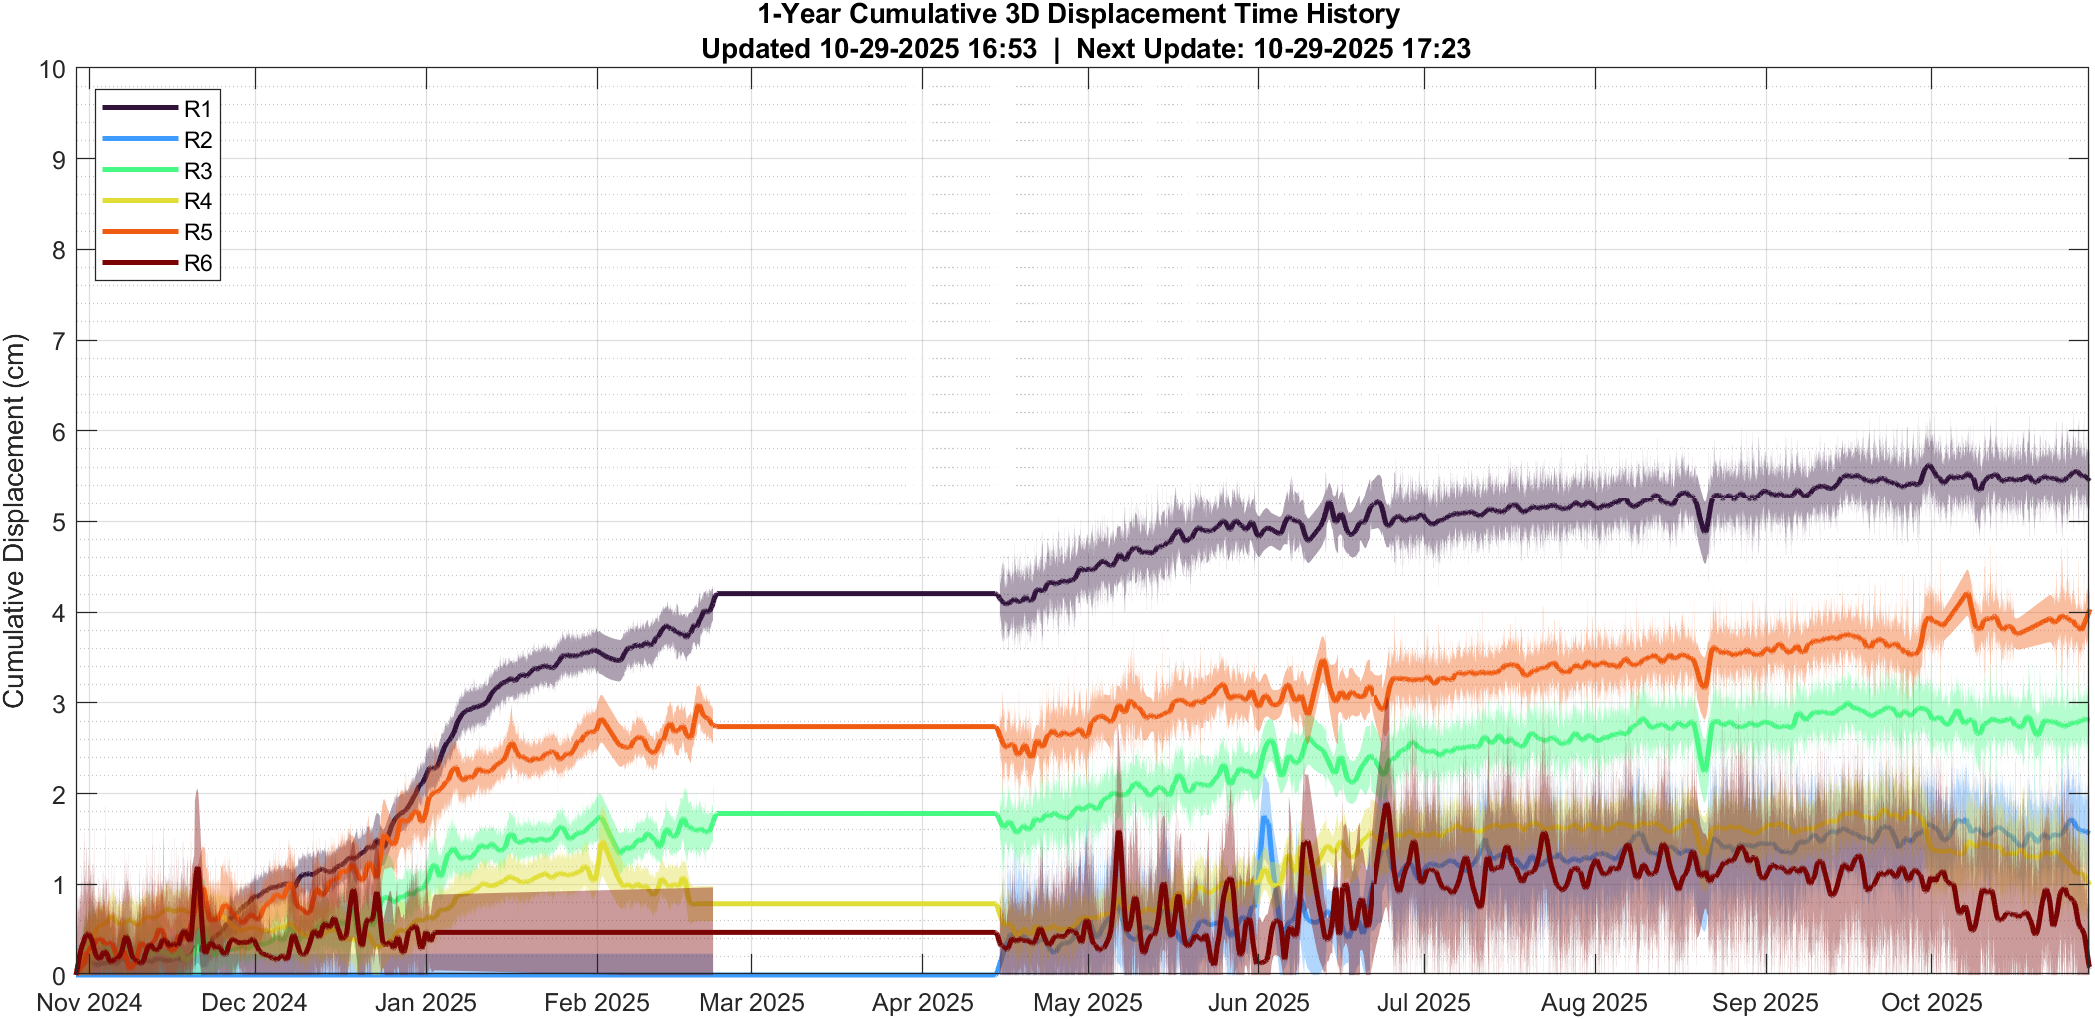 1-Year Cumulative 3D Displacement Time History
Updated 10-29-2025 16:53 | Next Update: 10-29-2025 17:23
10
9
8
7
6
5
4
3
2
1
0
Cumulative Displacement (cm)
R1
R2
R3
R4
R5
R6
Nov 2024 Dec 2024 Jan 2025 Feb 2025 Mar 2025 Apr 2025 May 2025 Jun 2025 Jul 2025 Aug 2025 Sep 2025 Oct 2025